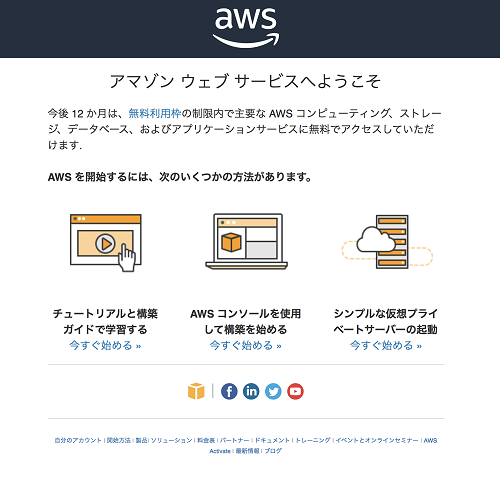 aws
アマゾン ウェブ サービスへようこそ
今後 12 か月は、無料利用枠の制限内で主要な AWS コンピューティング、ストレー
ジ、データベース、およびアプリケーションサービスに無料でアクセスしていただ
けます.
AWS を開始するには、次のいくつかの方法があります。
チュートリアルと構築
ガイドで学習する
今すぐ始める »
AWS コンソールを使用
して構築を始める
今すぐ始める »
シンプルな仮想プライ
ベートサーバーの起動
今すぐ始める »
自分のアカウント | 開始方法 | 製品| ソリューション | 料金表 | パートナー | ドキュメント | トレーニング | イベントとオンラインセミナー | AWS
Activate | 最新情報 | ブログ